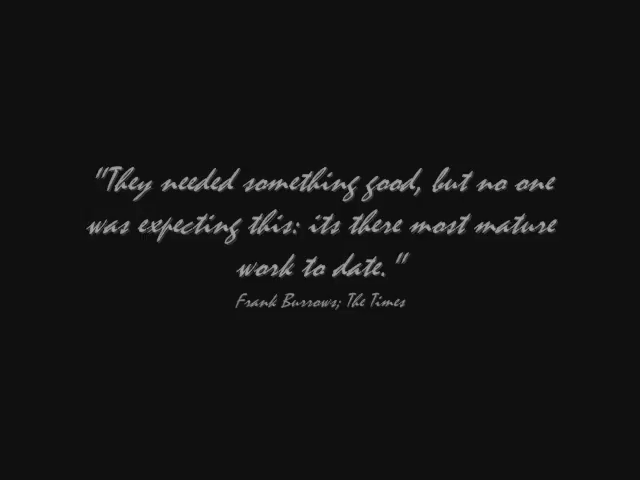 "They needed something good, but no one
was expecting this: its there most mature
work to date."
Frank Burrows; The Times